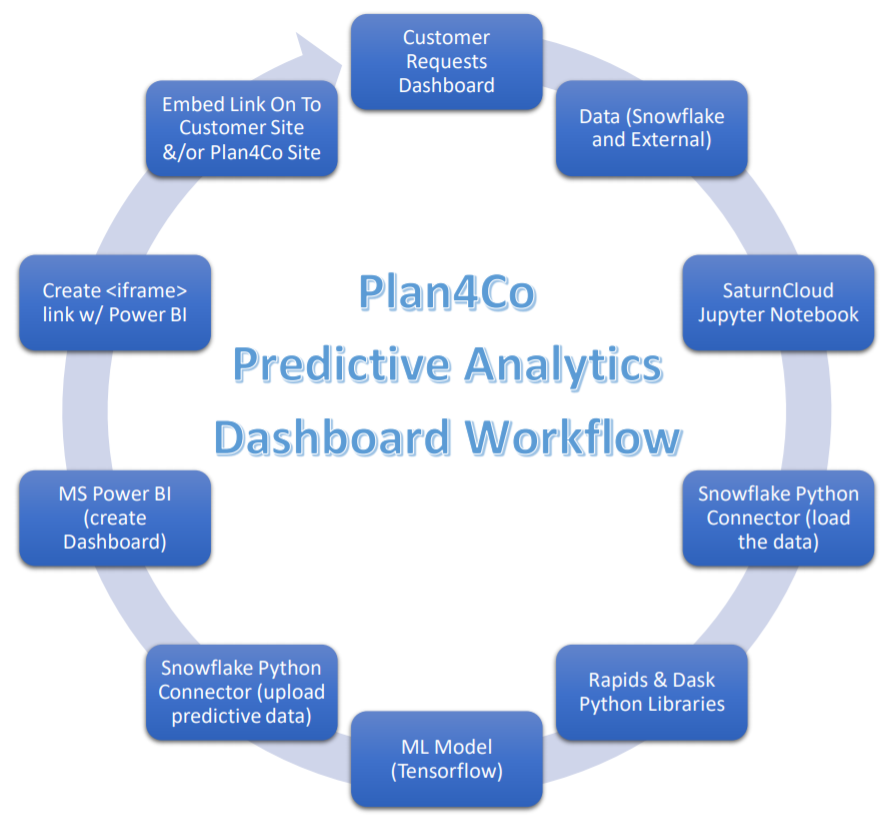 Customer
Requests
Dashboard
Data (Snowflake
and External)
SaturnCloud
Jupyter Notebook
Snowflake Python
Connector (load
the data)
Rapids & Dask
Python Libraries
ML Model
(Tensorflow)
Snowflake Python
Connector (upload
predictive data)
MS Power BI
(create
Dashboard)
Create <iframe>
link w/ Power BI
Embed Link On To
Customer Site
&/or Plan4Co Site
Plan4Co
Predictive Analytics
Dashboard Workflow